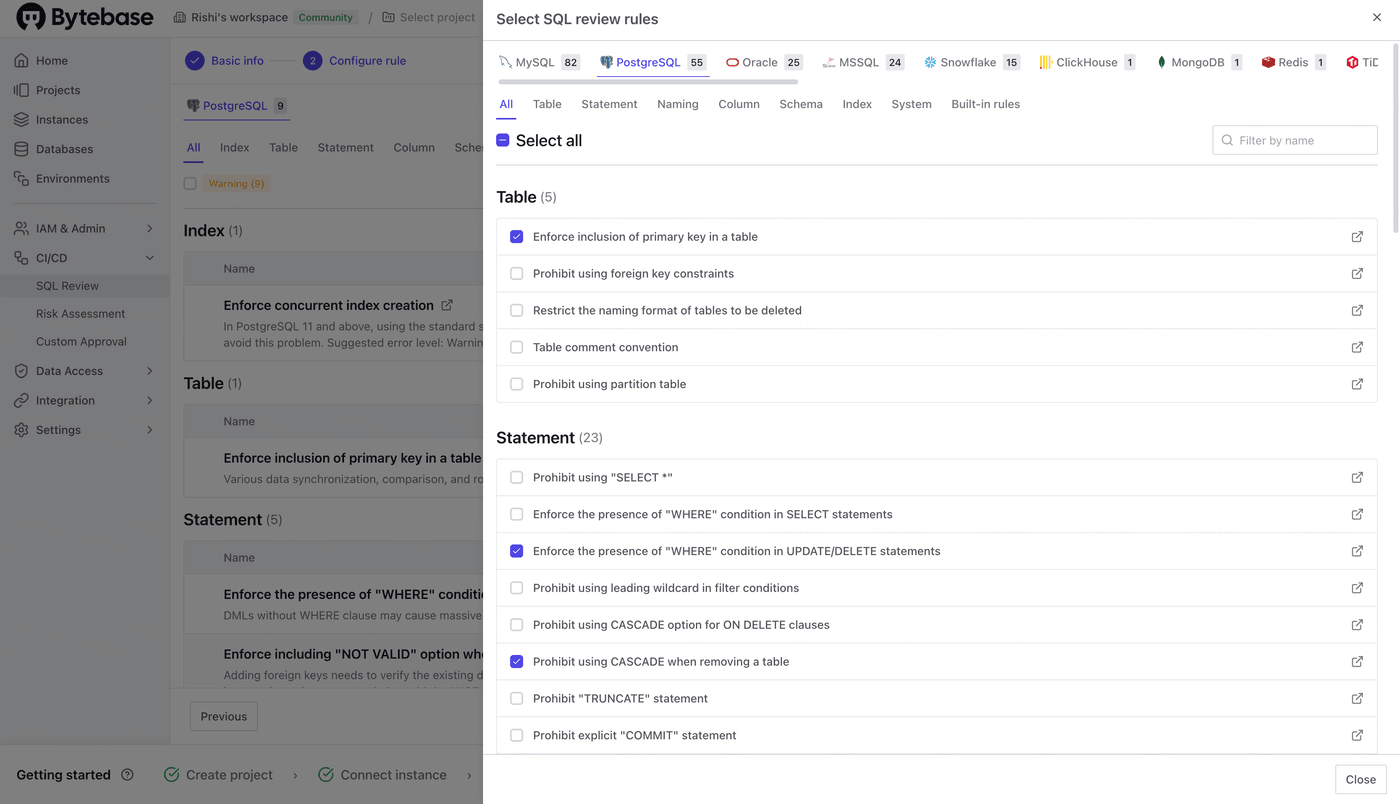 Bytebase
Rishi's workspace Community / Select project
Home
Projects
Instances
Databases
Environments
IAM & Admin
CI/CD
SQL Review
Risk Assessment
Custom Approval
Data Access
Integration
Settings
Basic info 2 Configure rule
PostgreSQL 9
All Index Table Statement Column Sche
Warning (9)
Index (1)
Name
Enforce concurrent index creation
In PostgreSQL 11 and above, using the standard s
avoid this problem. Suggested error level: Warnin
Table (1)
Name
Enforce inclusion of primary key in a table
Various data synchronization, comparison, and ro
Statement (5)
Name
Enforce the presence of "WHERE" conditio
DMLs without WHERE clause may cause massive
Enforce including "NOT VALID" option whe
Adding foreign keys needs to verify the existing d
Previous
Getting started Create project › Connect instance ›
Select SQL review rules
MySQL 82 PostgreSQL 55 Oracle 25 MSSQL 24 Snowflake 15 ClickHouse 1 MongoDB 1 Redis 1 TiD
All Table Statement Naming Column Schema Index System Built-in rules
Select all Filter by name
Table (5)
Enforce inclusion of primary key in a table
Prohibit using foreign key constraints
Restrict the naming format of tables to be deleted
Table comment convention
Prohibit using partition table
Statement (23)
Prohibit using "SELECT *"
Enforce the presence of "WHERE" condition in SELECT statements
Enforce the presence of "WHERE" condition in UPDATE/DELETE statements
Prohibit using leading wildcard in filter conditions
Prohibit using CASCADE option for ON DELETE clauses
Prohibit using CASCADE when removing a table
Prohibit "TRUNCATE" statement
Prohibit explicit "COMMIT" statement
Close